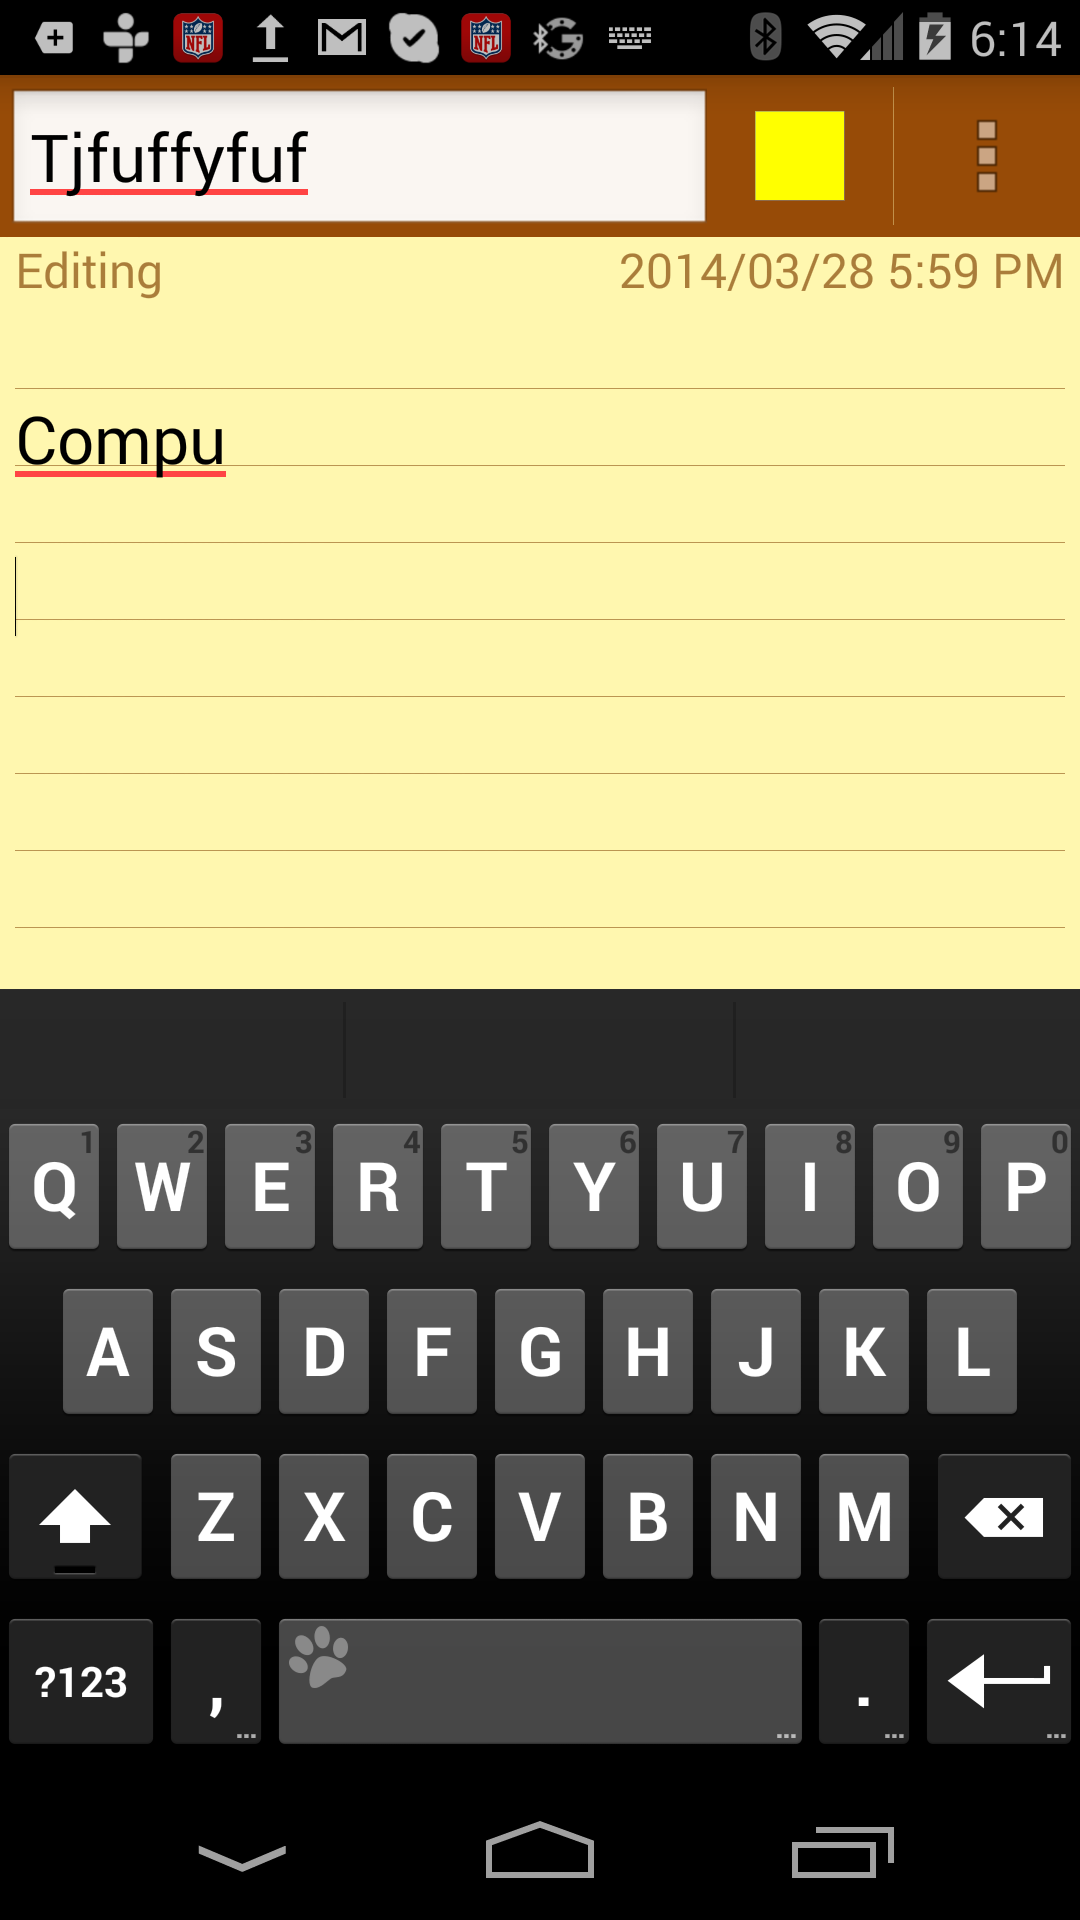 6:14
Tjfuffyfuf
Editing 2014/03/28 5:59 PM
Compu
1 2 3 4 5 6 7 8 9 0
Q W E R T Y U I O P
A S D F G H J K L
Z X C V B N M
?123 , .